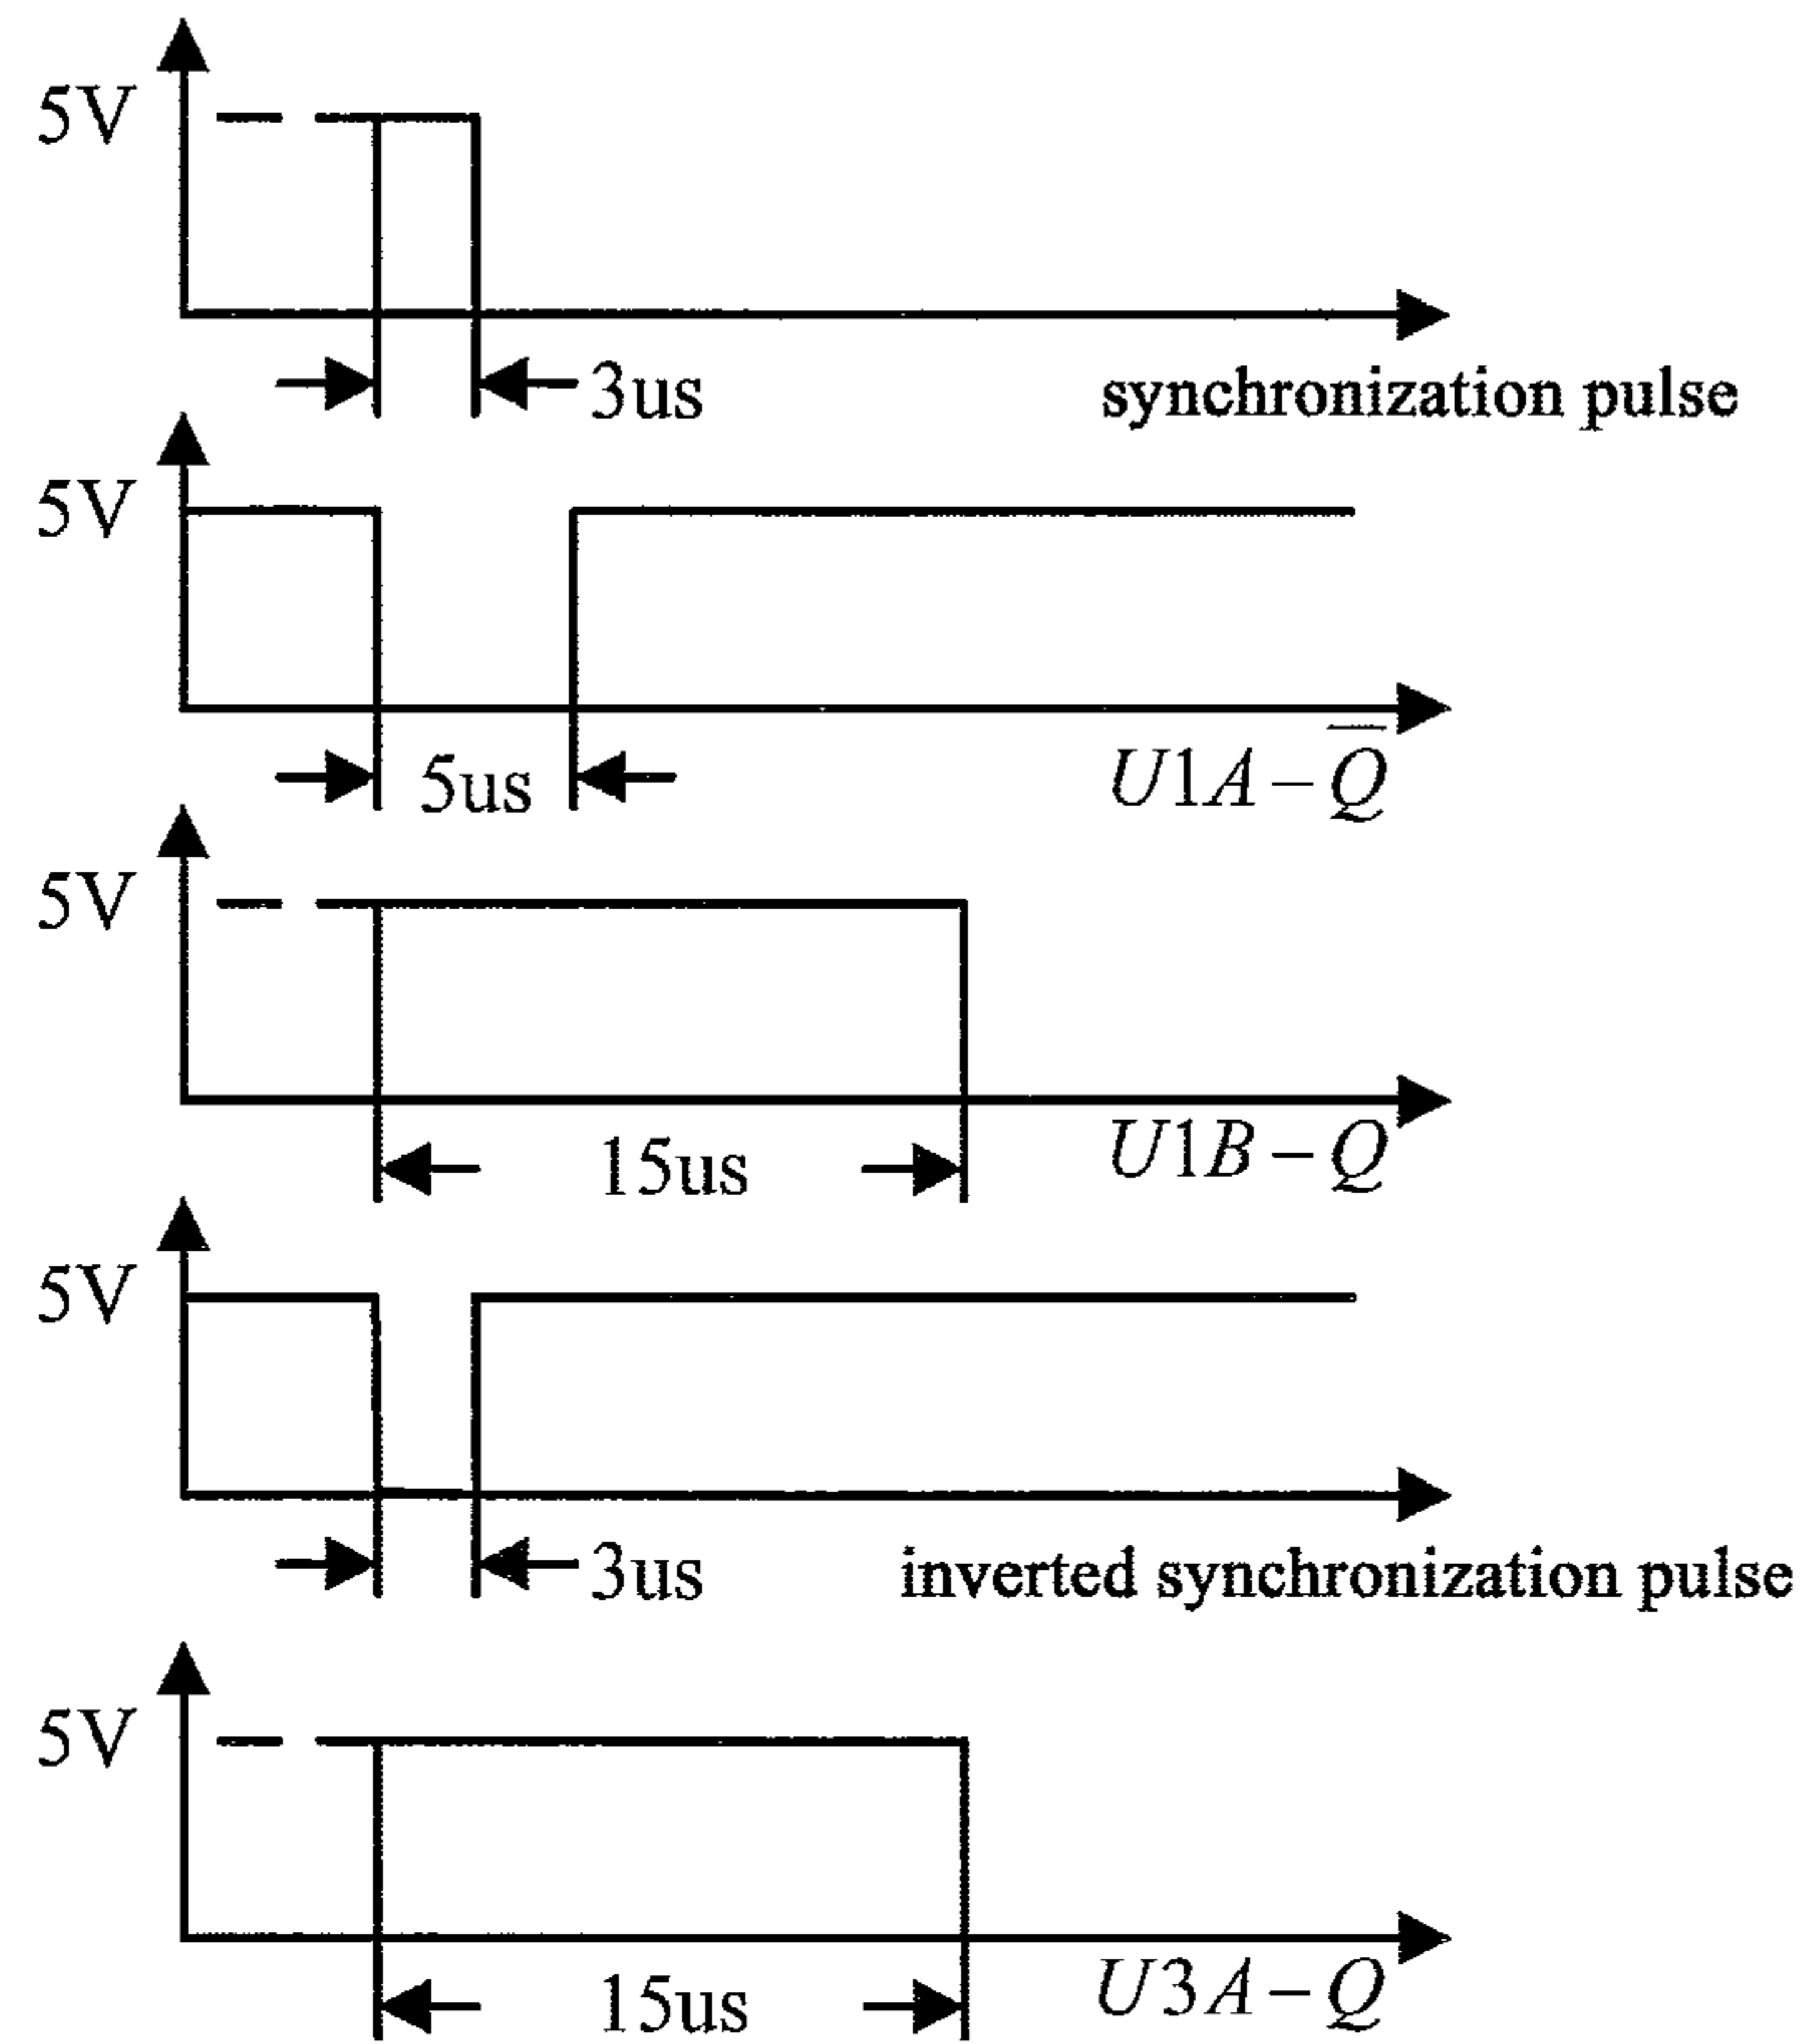 5V
3us
synchronization pulse
5V
5us
U1A-Q̅
5V
15us
U1B-Q
5V
3us
inverted synchronization pulse
5V
15us
U3A-Q